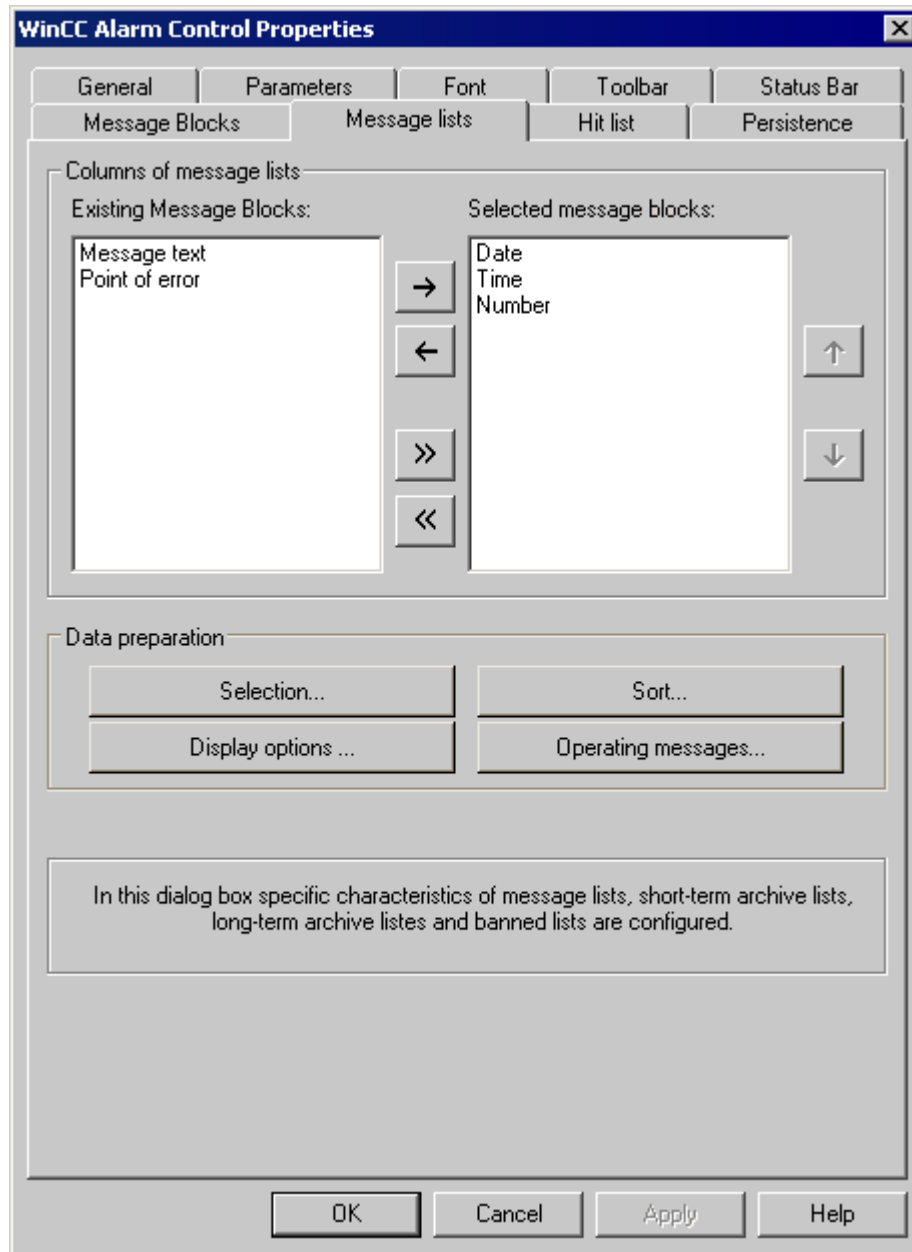 WinCC Alarm Control Properties
General Parameters Font Toolbar Status Bar
Message Blocks Message lists Hit list Persistence
Columns of message lists
Existing Message Blocks:
Message text
Point of error
Selected message blocks:
Date
Time
Number
Data preparation
Selection... Sort...
Display options ... Operating messages...
In this dialog box specific characteristics of message lists, short-term archive lists,
long-term archive listes and banned lists are configured.
OK Cancel Apply Help